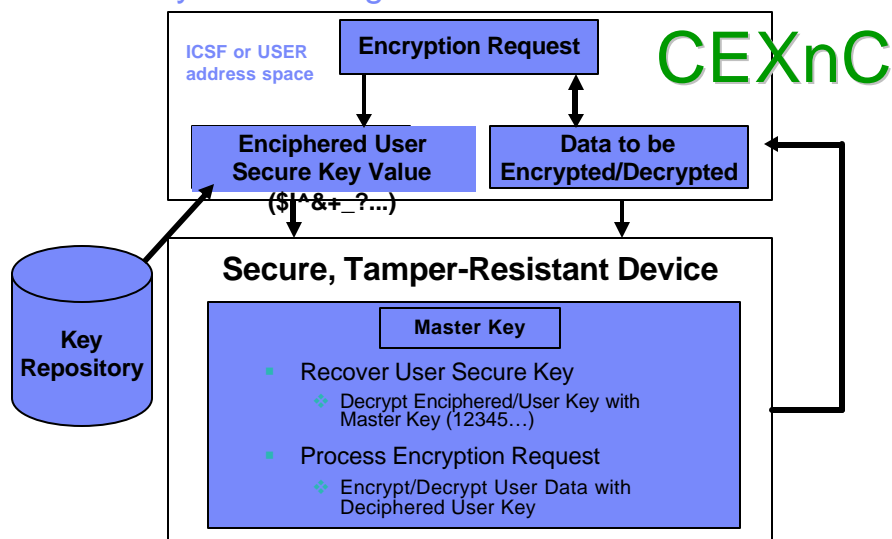 ICSF or USER
address space
Encryption Request
CEXnC
Enciphered User
Secure Key Value
($!^&+_?...)
Data to be
Encrypted/Decrypted
Secure, Tamper-Resistant Device
Key
Repository
Master Key
Recover User Secure Key
Decrypt Enciphered/User Key with
Master Key (12345…)
Process Encryption Request
Encrypt/Decrypt User Data with
Deciphered User Key